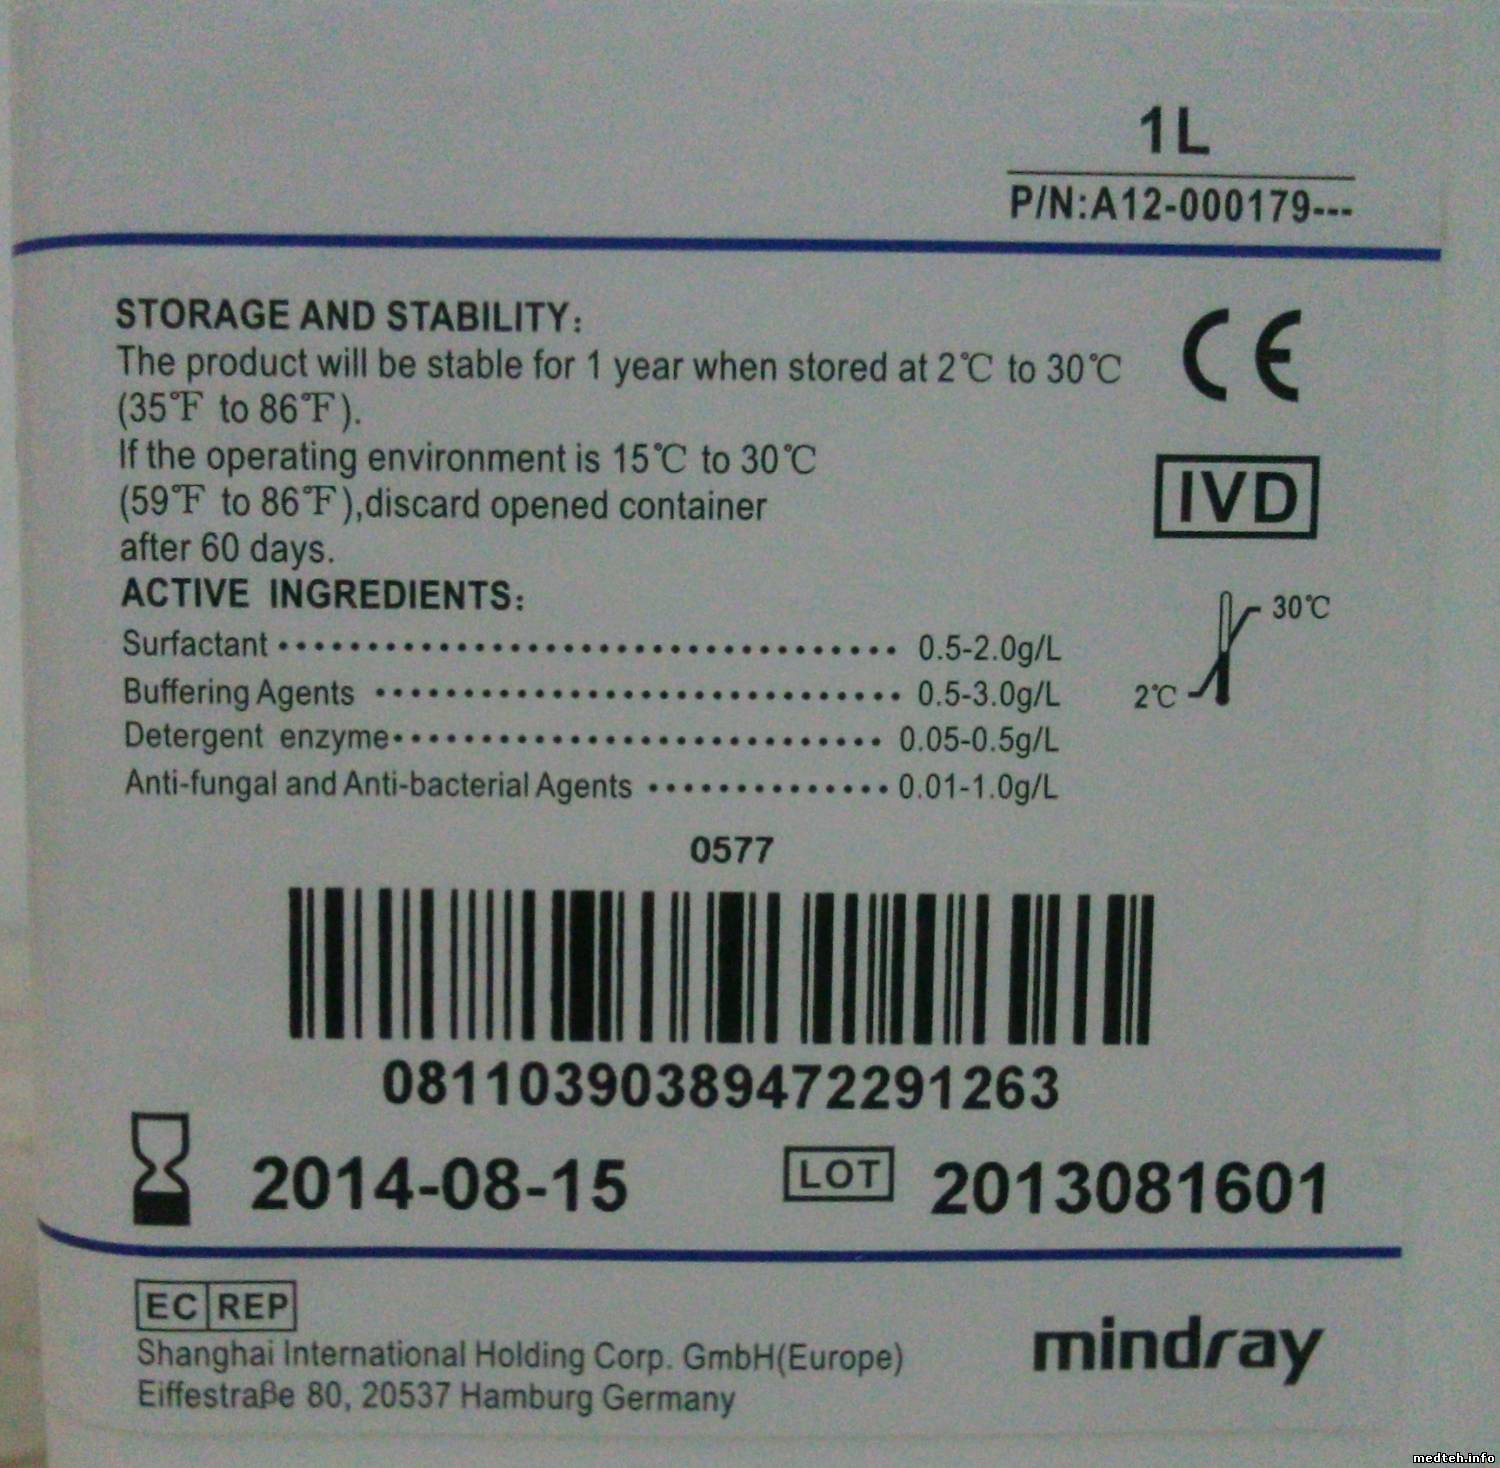 1L
P/N:A12-000179---
STORAGE AND STABILITY:
The product will be stable for 1 year when stored at 2℃ to 30℃
(35℉ to 86℉).
If the operating environment is 15℃ to 30℃
(59℉ to 86℉),discard opened container
after 60 days.
CE
IVD
30℃
2℃
ACTIVE INGREDIENTS:
Surfactant ································ 0.5-2.0g/L
Buffering Agents ······························ 0.5-3.0g/L
Detergent enzyme···························· 0.05-0.5g/L
Anti-fungal and Anti-bacterial Agents ·············· 0.01-1.0g/L
0577
08110390389472291263
2014-08-15 LOT 2013081601
EC REP
Shanghai International Holding Corp. GmbH(Europe)
Eiffestraße 80, 20537 Hamburg Germany
mindray
medteh.info